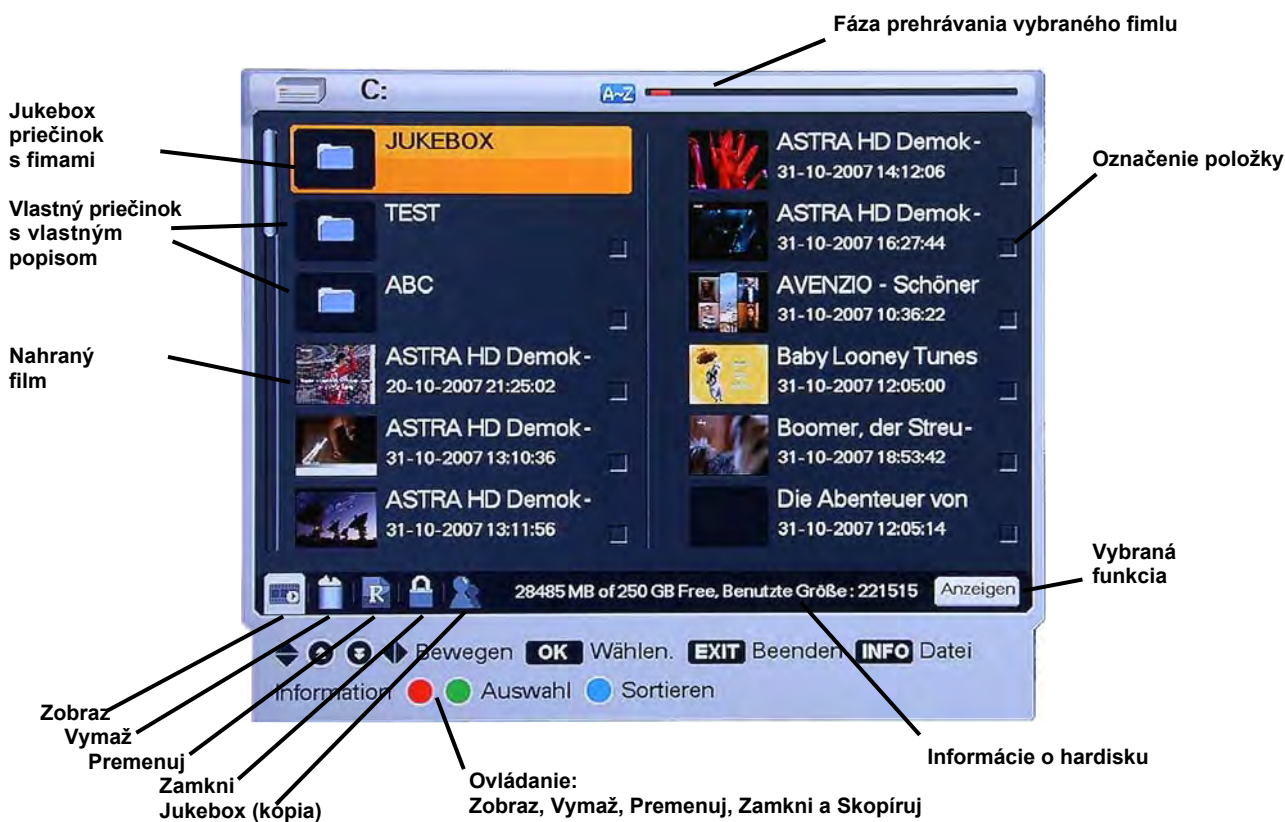 Fáza prehrávania vybraného fimlu
C:
A~Z
Jukebox
priečinok
s fimami
Vlastný priečinok
s vlastným
popisom
Nahraný
film
JUKEBOX
TEST
ABC
ASTRA HD Demok-
20-10-2007 21:25:02
ASTRA HD Demok-
31-10-2007 13:10:36
ASTRA HD Demok-
31-10-2007 13:11:56
ASTRA HD Demok-
31-10-2007 14:12:06
ASTRA HD Demok-
31-10-2007 16:27:44
AVENZIO - Schöner
31-10-2007 10:36:22
Baby Looney Tunes
31-10-2007 12:05:00
Boomer, der Streu-
31-10-2007 18:53:42
Die Abenteuer von
31-10-2007 12:05:14
Označenie položky
Vybraná
funkcia
R
28485 MB of 250 GB Free, Benutzte Größe : 221515
Anzeigen
Bewegen OK Wählen. EXIT Beenden INFO Datei
Information Auswahl Sortieren
Zobraz
Vymaž
Premenuj
Zamkni
Jukebox (kópia)
Ovládanie:
Zobraz, Vymaž, Premenuj, Zamkni a Skopíruj
Informácie o hardisku